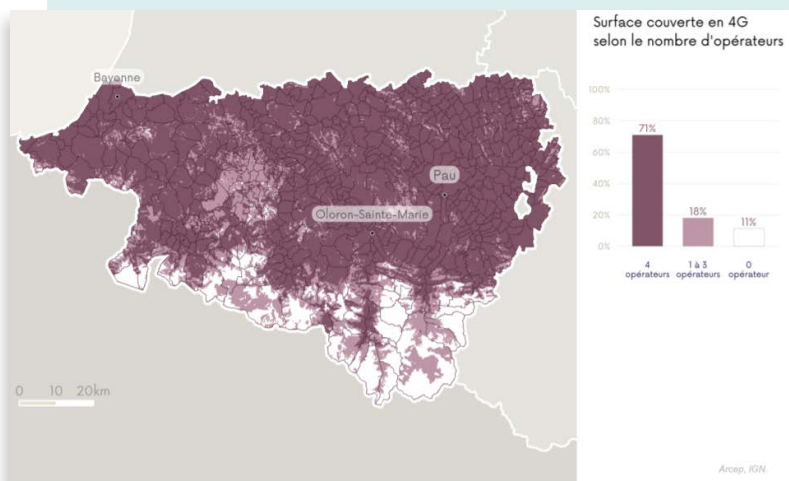 Surface couverte en 4G
selon le nombre d'opérateurs
Bayonne
Pau
Oloron-Sainte-Marie
0 10 20km
100%
80%
60%
40%
20%
0%
71%
18%
11%
4
opérateurs
1 à 3
opérateurs
0
opérateur
Arcep, IGN.